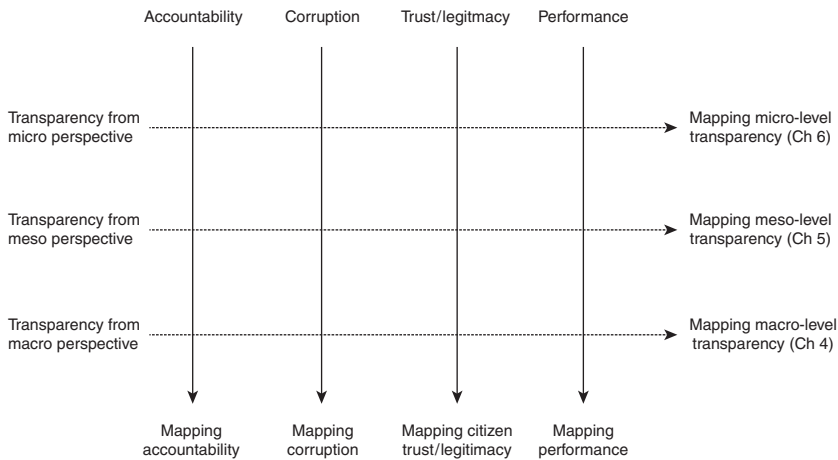 Accountability Corruption Trust/legitmacy Performance
Transparency from
micro perspective
Mapping micro-level
transparency (Ch 6)
Transparency from
meso perspective
Mapping meso-level
transparency (Ch 5)
Transparency from
macro perspective
Mapping macro-level
transparency (Ch 4)
Mapping
accountability
Mapping
corruption
Mapping citizen
trust/legitimacy
Mapping
performance